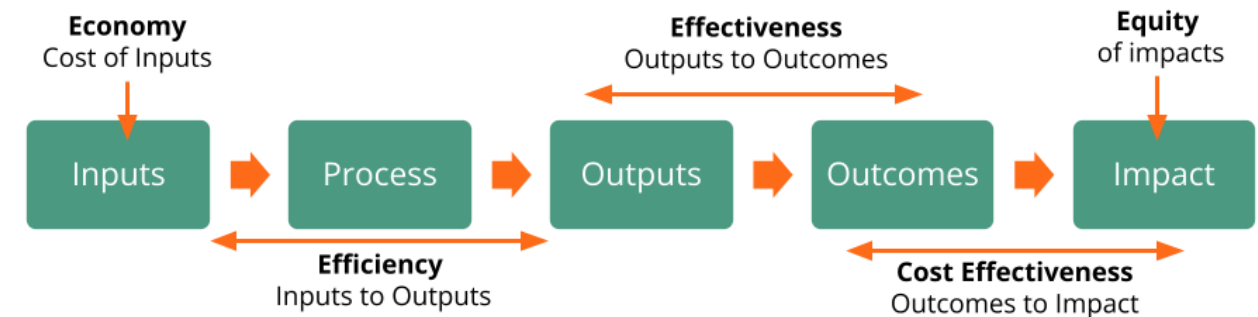 Economy
Cost of Inputs
Effectiveness
Outputs to Outcomes
Equity
of impacts
Inputs
Process
Outputs
Outcomes
Impact
Efficiency
Inputs to Outputs
Cost Effectiveness
Outcomes to Impact